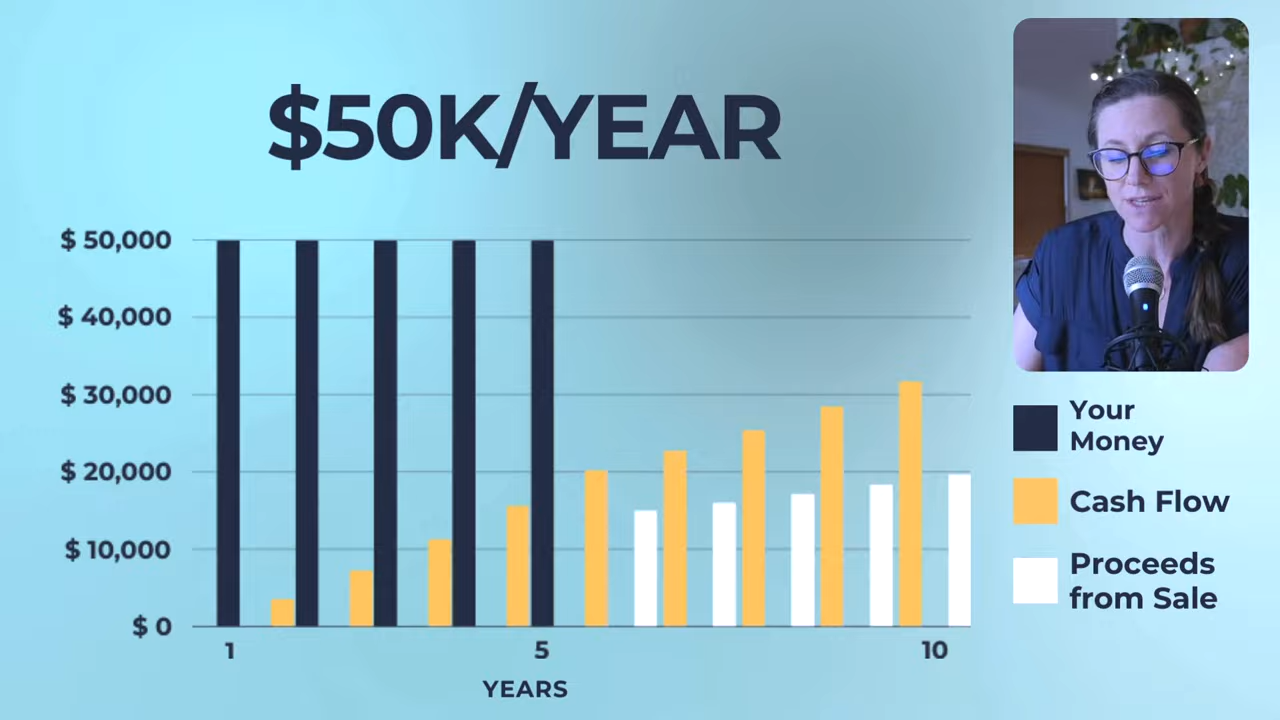 $50K/YEAR
$ 50,000
$ 40,000
$ 30,000
$ 20,000
$ 10,000
$ 0
1 5 10
YEARS
Your
Money
Cash Flow
Proceeds
from Sale